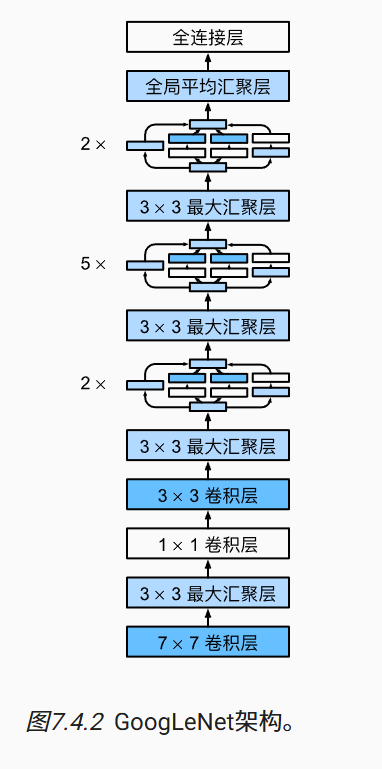 全连接层
全局平均汇聚层
2 ×
3 × 3 最大汇聚层
5 ×
3 × 3 最大汇聚层
2 ×
3 × 3 最大汇聚层
3 × 3 卷积层
1 × 1 卷积层
3 × 3 最大汇聚层
7 × 7 卷积层
图7.4.2 GoogLeNet架构。